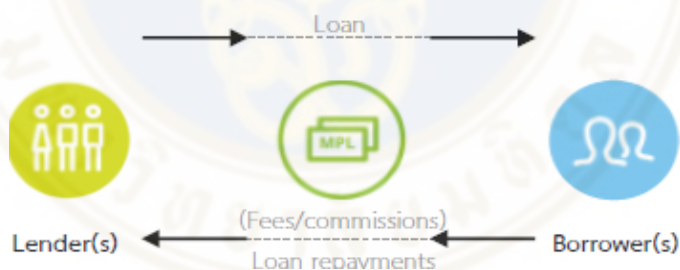 Loan
MPL
(Fees/commissions)
Lender(s)
Borrower(s)
Loan repayments